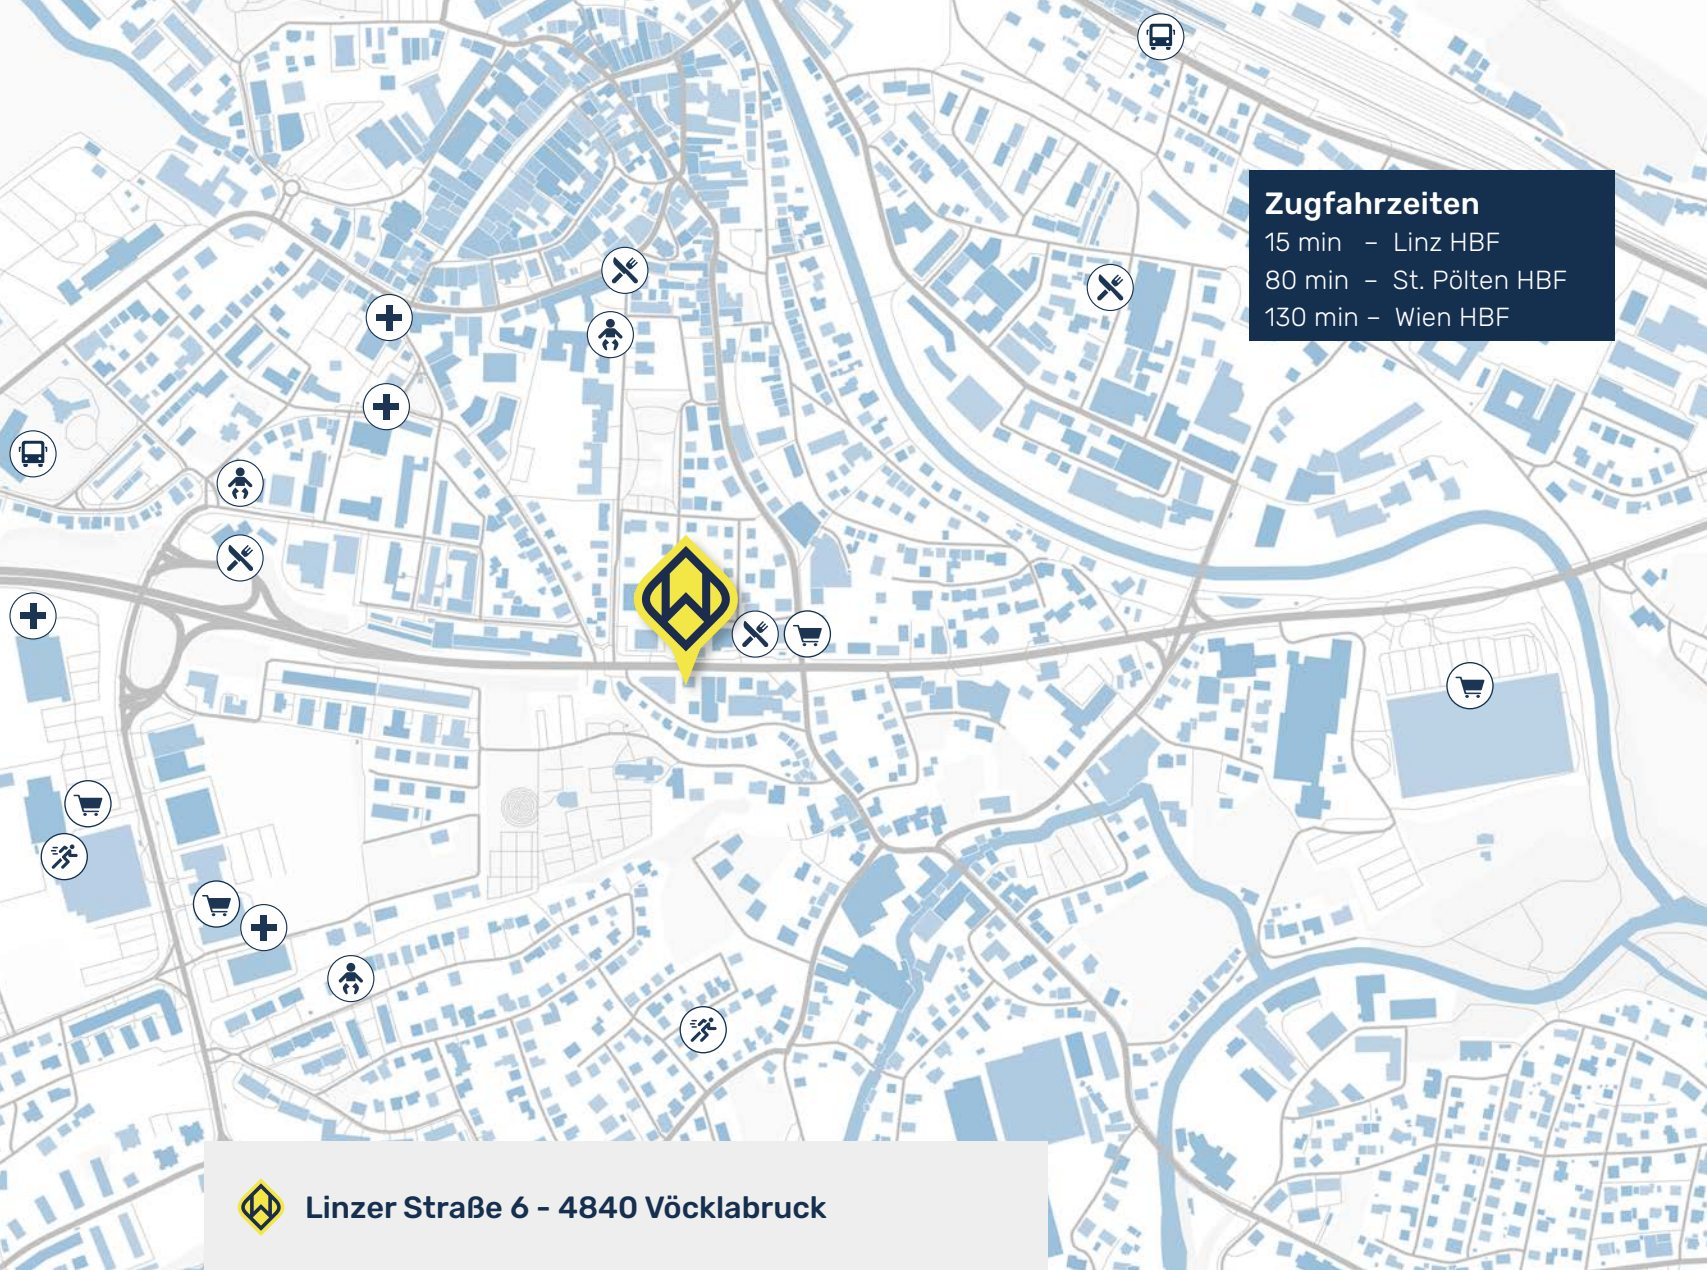 Zugfahrzeiten
15 min – Linz HBF
80 min – St. Pölten HBF
130 min – Wien HBF
Linzer Straße 6 - 4840 Vöcklabruck